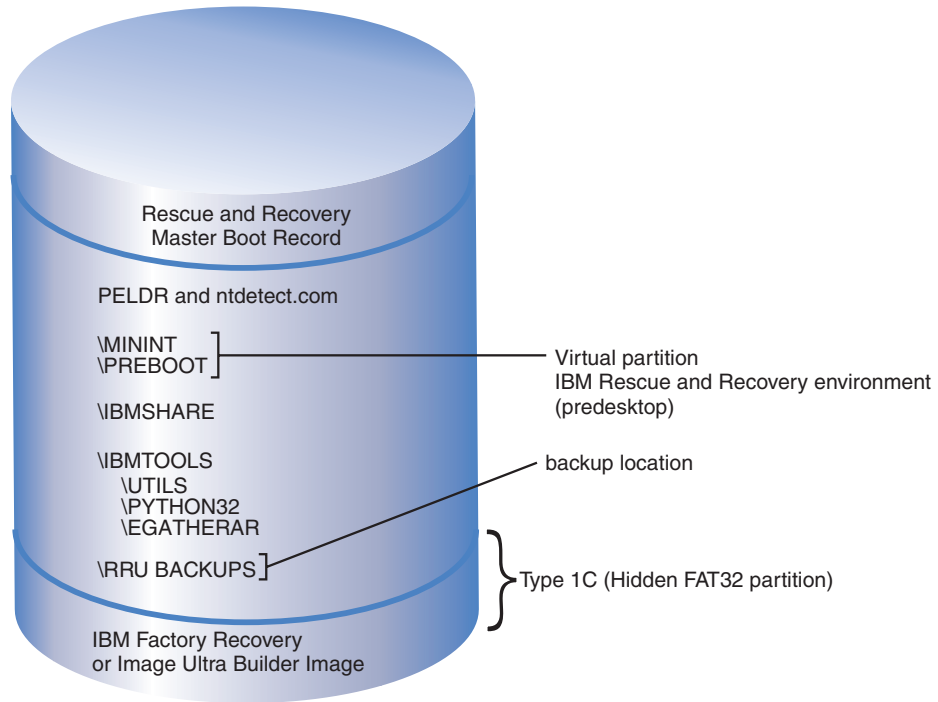 Rescue and Recovery
Master Boot Record
PELDR and ntdetect.com
\MININT
\PREBOOT
Virtual partition
IBM Rescue and Recovery environment
(predesktop)
\IBMSHARE
\IBMTOOLS
\UTILS
\PYTHON32
\EGATHERAR
backup location
\RRU BACKUPS
Type 1C (Hidden FAT32 partition)
IBM Factory Recovery
or Image Ultra Builder Image